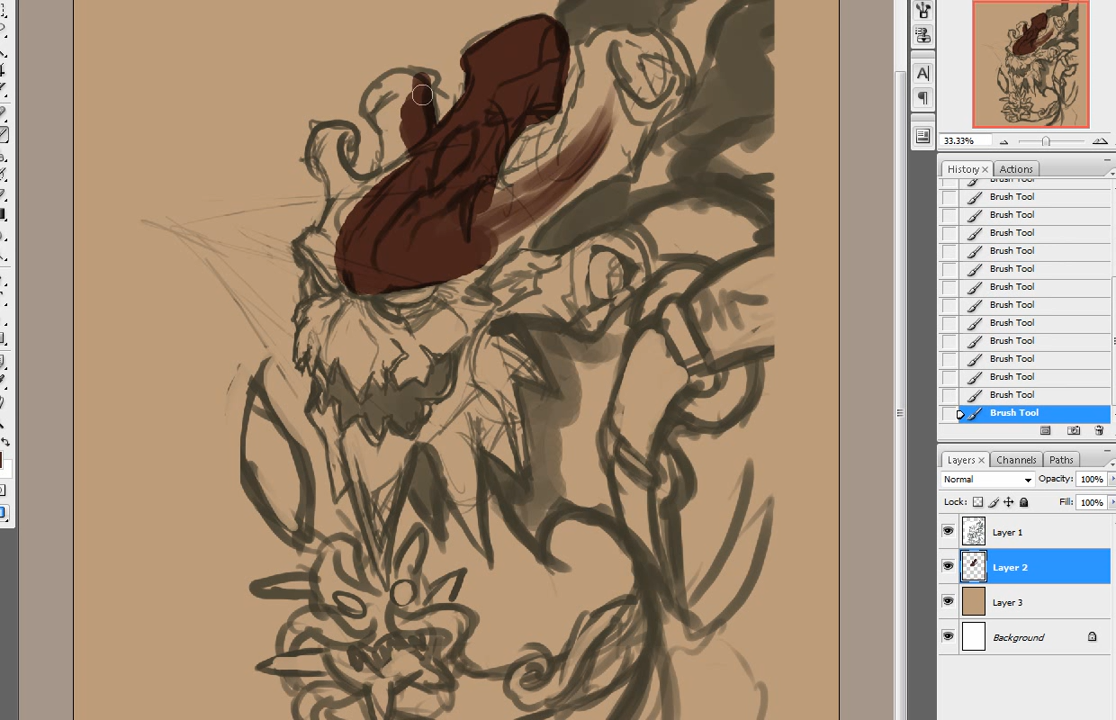 A
¶
33.33%
History × Actions
Brush Tool
Brush Tool
Brush Tool
Brush Tool
Brush Tool
Brush Tool
Brush Tool
Brush Tool
Brush Tool
Brush Tool
Brush Tool
Brush Tool
Brush Tool
Brush Tool
Layers × Channels Paths
Normal Opacity: 100%
Lock: Fill: 100%
Layer 1
Layer 2
Layer 3
Background